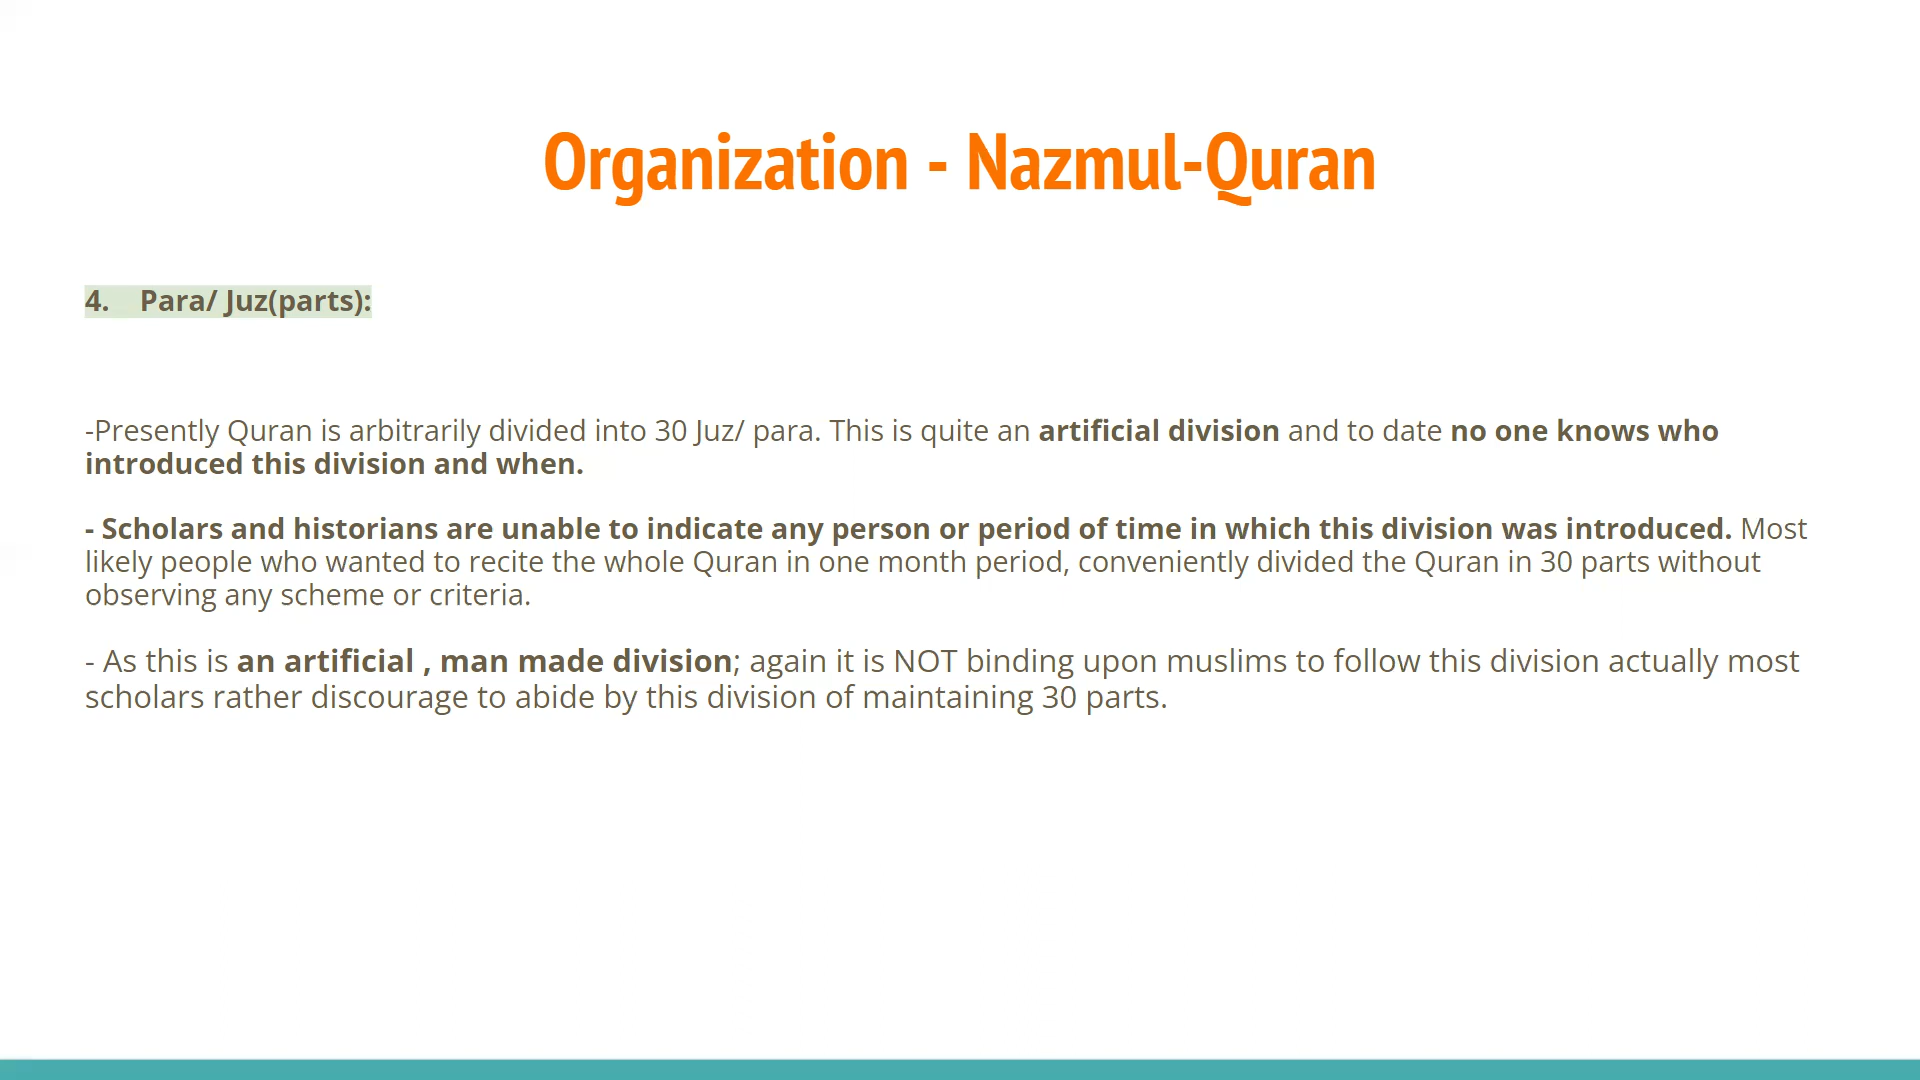 Organization - Nazmul-Quran
4. Para/ Juz(parts):
-Presently Quran is arbitrarily divided into 30 Juz/ para. This is quite an artificial division and to date no one knows who
introduced this division and when.
- Scholars and historians are unable to indicate any person or period of time in which this division was introduced. Most
likely people who wanted to recite the whole Quran in one month period, conveniently divided the Quran in 30 parts without
observing any scheme or criteria.
- As this is an artificial , man made division; again it is NOT binding upon muslims to follow this division actually most
scholars rather discourage to abide by this division of maintaining 30 parts.